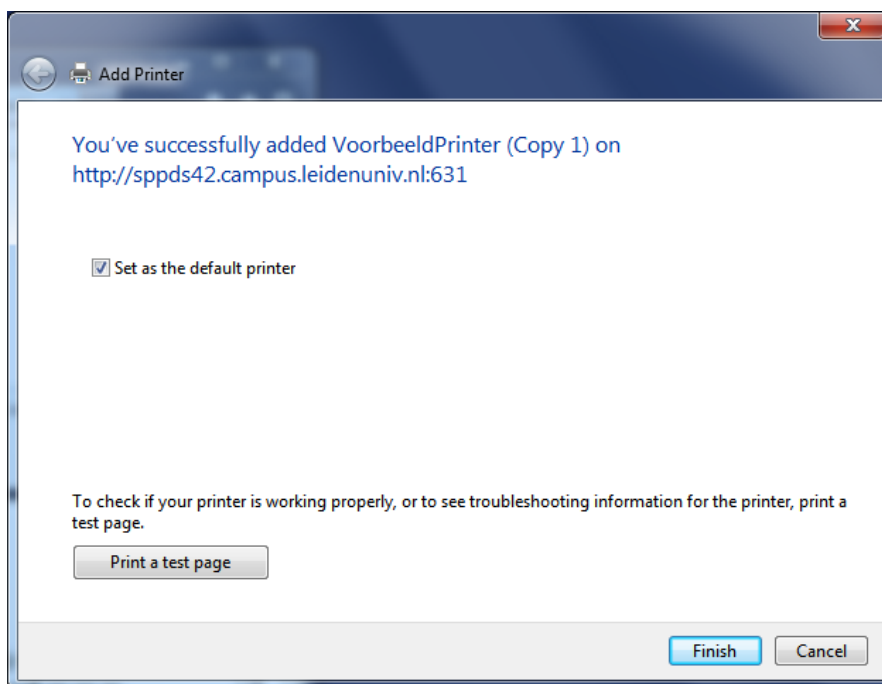 Add Printer
You've successfully added VoorbeeldPrinter (Copy 1) on
http://sppds42.campus.leidenuniv.nl:631
Set as the default printer
To check if your printer is working properly, or to see troubleshooting information for the printer, print a
test page.
Print a test page
Finish
Cancel